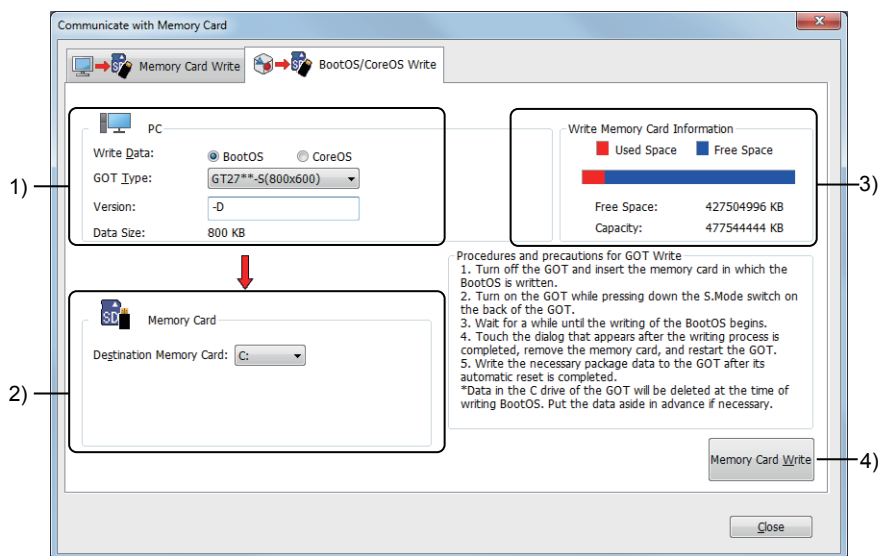 Communicate with Memory Card
Memory Card Write
BootOS/CoreOS Write
1)
PC
Write Data:
BootOS
CoreOS
GOT Type:
GT27**-S(800x600)
Version:
-D
Data Size:
800 KB
3)
Write Memory Card Information
Used Space
Free Space
Free Space:
427504996 KB
Capacity:
477544444 KB
2)
SD
Memory Card
Destination Memory Card:
C:
Procedures and precautions for GOT Write
1. Turn off the GOT and insert the memory card in which the
BootOS is written.
2. Turn on the GOT while pressing down the S.Mode switch on
the back of the GOT.
3. Wait for a while until the writing of the BootOS begins.
4. Touch the dialog that appears after the writing process is
completed, remove the memory card, and restart the GOT.
5. Write the necessary package data to the GOT after its
automatic reset is completed.
*Data in the C drive of the GOT will be deleted at the time of
writing BootOS. Put the data aside in advance if necessary.
Memory Card Write
4)
Close